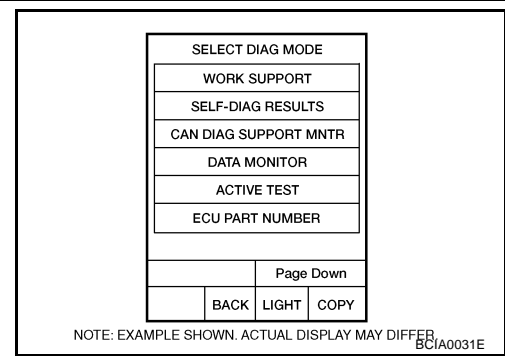 SELECT DIAG MODE
WORK SUPPORT
SELF-DIAG RESULTS
CAN DIAG SUPPORT MNTR
DATA MONITOR
ACTIVE TEST
ECU PART NUMBER
Page Down
BACK LIGHT COPY
NOTE: EXAMPLE SHOWN. ACTUAL DISPLAY MAY DIFFER.
BCIA0031E